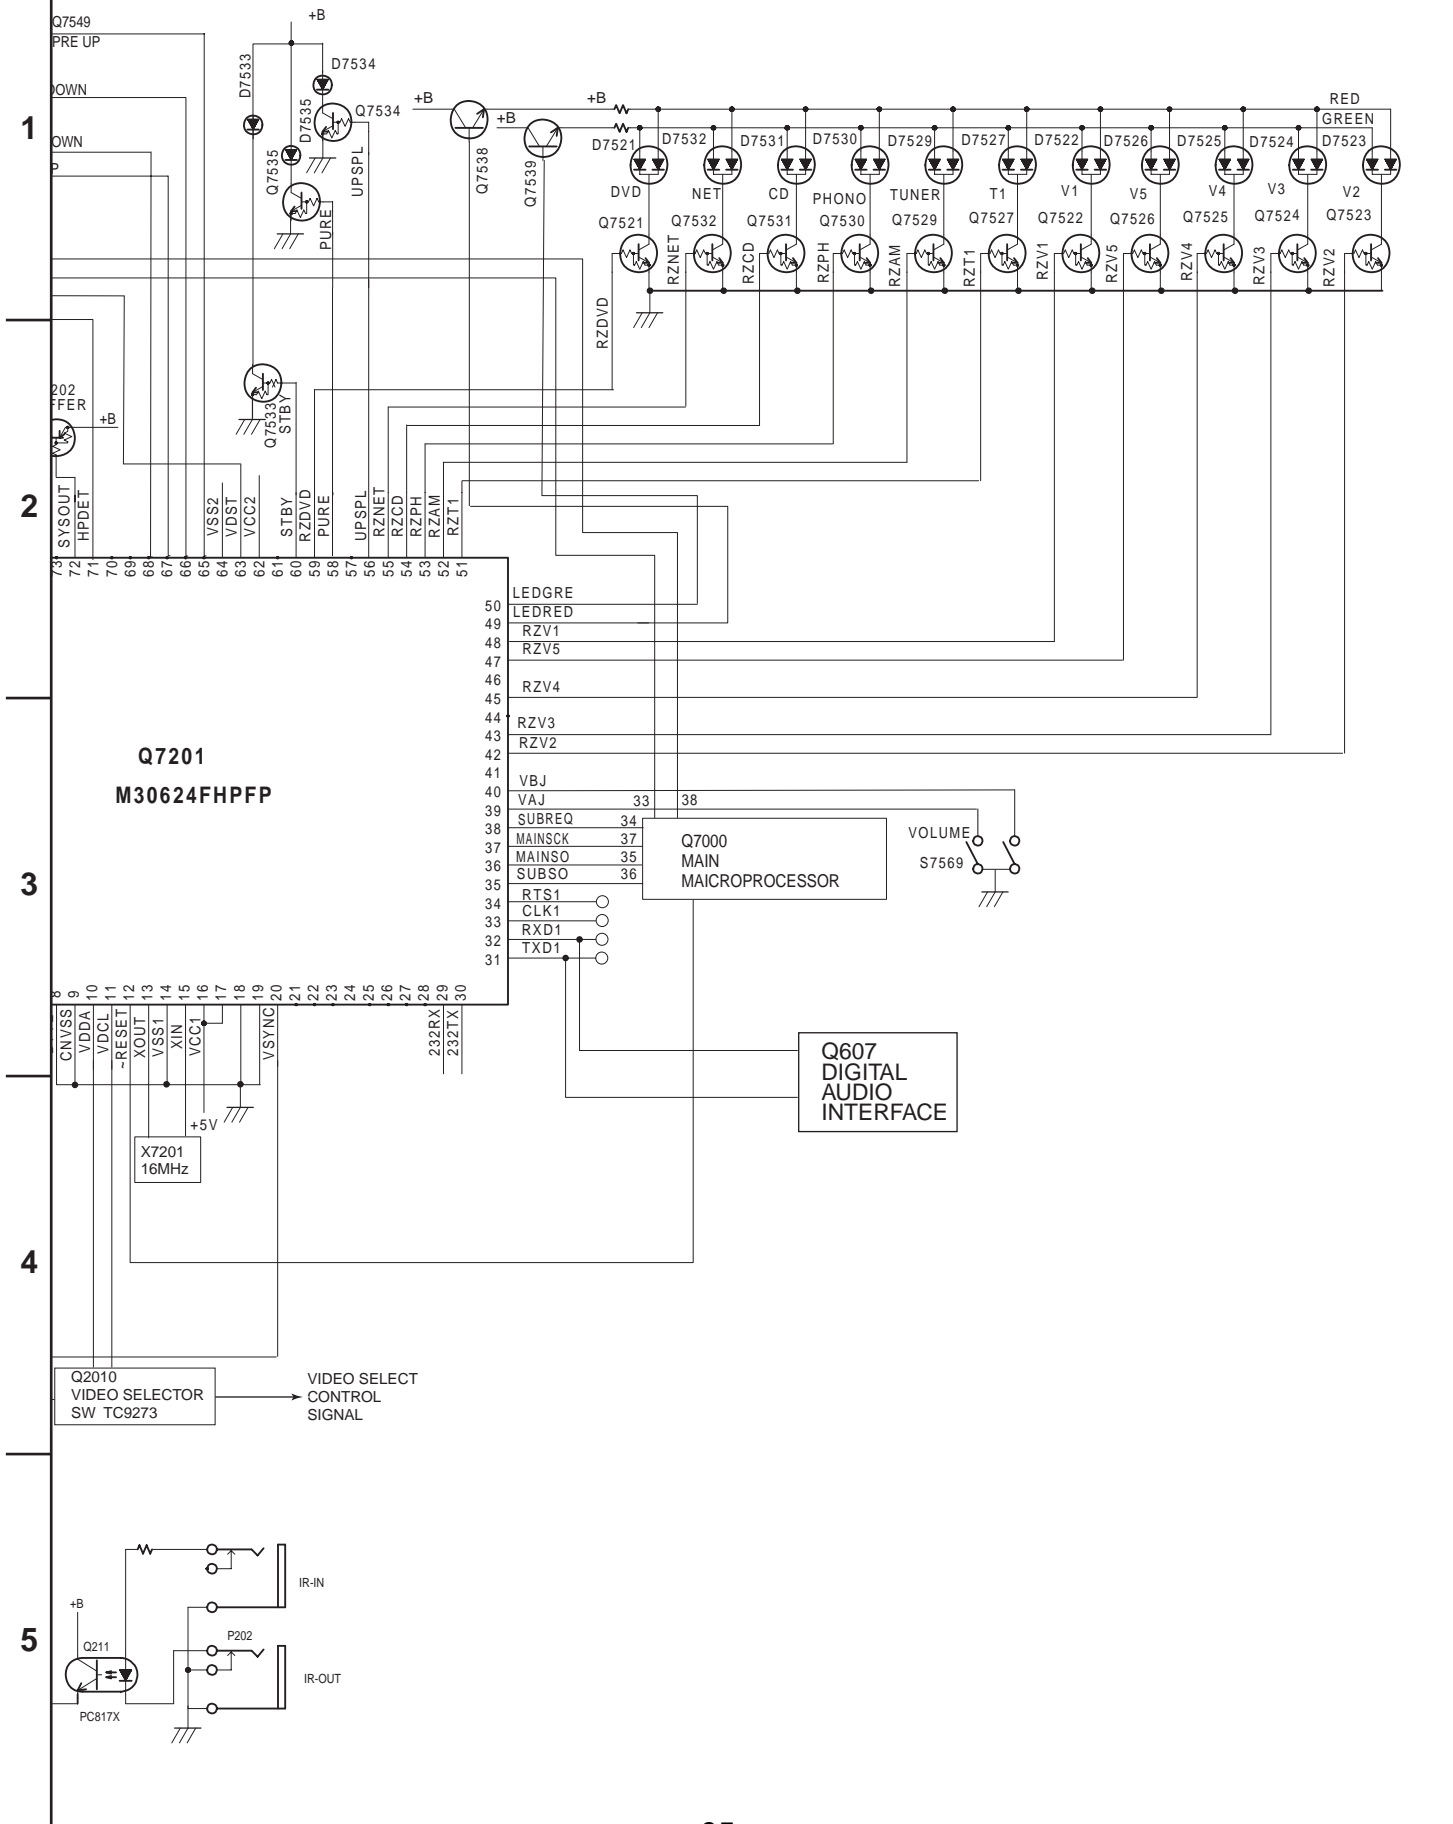 Q7549
PRE UP
OWN
OWN
P
1
+B
D7533
D7534
D7535
Q7534
Q7535
UPSPL
PURE
+B
Q7538
+B
Q7539
+B
RED
GREEN
D7521
D7532
D7531
D7530
D7529
D7527
D7522
D7526
D7525
D7524
D7523
DVD
NET
CD
PHONO
TUNER
T1
V1
V5
V4
V3
V2
Q7521
Q7532
Q7531
Q7530
Q7529
Q7527
Q7522
Q7526
Q7525
Q7524
Q7523
RZDVD
RZNET
RZCD
RZPH
RZAM
RZT1
RZV1
RZV5
RZV4
RZV3
RZV2
202
FFER
+B
Q7533
STBY
2
SYSOUT
HPDET
VSS2
VDST
VCC2
STBY
RZDVD
PURE
UPSPL
RZNET
RZCD
RZPH
RZAM
RZT1
73
72
71
70
69
68
67
66
65
64
63
62
61
60
59
58
57
56
55
54
53
52
51
50 LEDGRE
49 LEDRED
48 RZV1
47 RZV5
46
45 RZV4
44
43 RZV3
42 RZV2
41
40 VBJ
39 VAJ 33 38
38 SUBREQ 34
37 MAINSCK 37
36 MAINSO 35
35 SUBSO 36
34 RTS1
33 CLK1
32 RXD1
31 TXD1
Q7201
M30624FHPFP
Q7000
MAIN
MAICROPROCESSOR
VOLUME
S7569
3
8
9
10
11
12
13
14
15
16
17
18
19
20
21
22
23
24
25
26
27
28
29
30
CNVSS
VDDA
VDCL
~RESET
XOUT
VSS1
XIN
VCC1
VSYNC
232RX
232TX
Q607
DIGITAL
AUDIO
INTERFACE
+5V
X7201
16MHz
4
Q2010
VIDEO SELECTOR
SW TC9273
VIDEO SELECT
CONTROL
SIGNAL
IR-IN
5
+B
Q211
P202
IR-OUT
PC817X